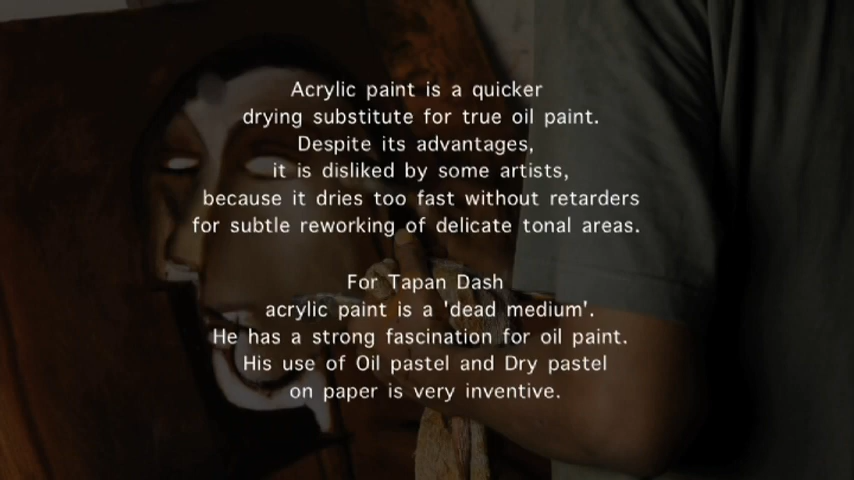 Acrylic paint is a quicker
drying substitute for true oil paint.
Despite its advantages,
it is disliked by some artists,
because it dries too fast without retarders
for subtle reworking of delicate tonal areas.
For Tapan Dash
acrylic paint is a 'dead medium'.
He has a strong fascination for oil paint.
His use of Oil pastel and Dry pastel
on paper is very inventive.